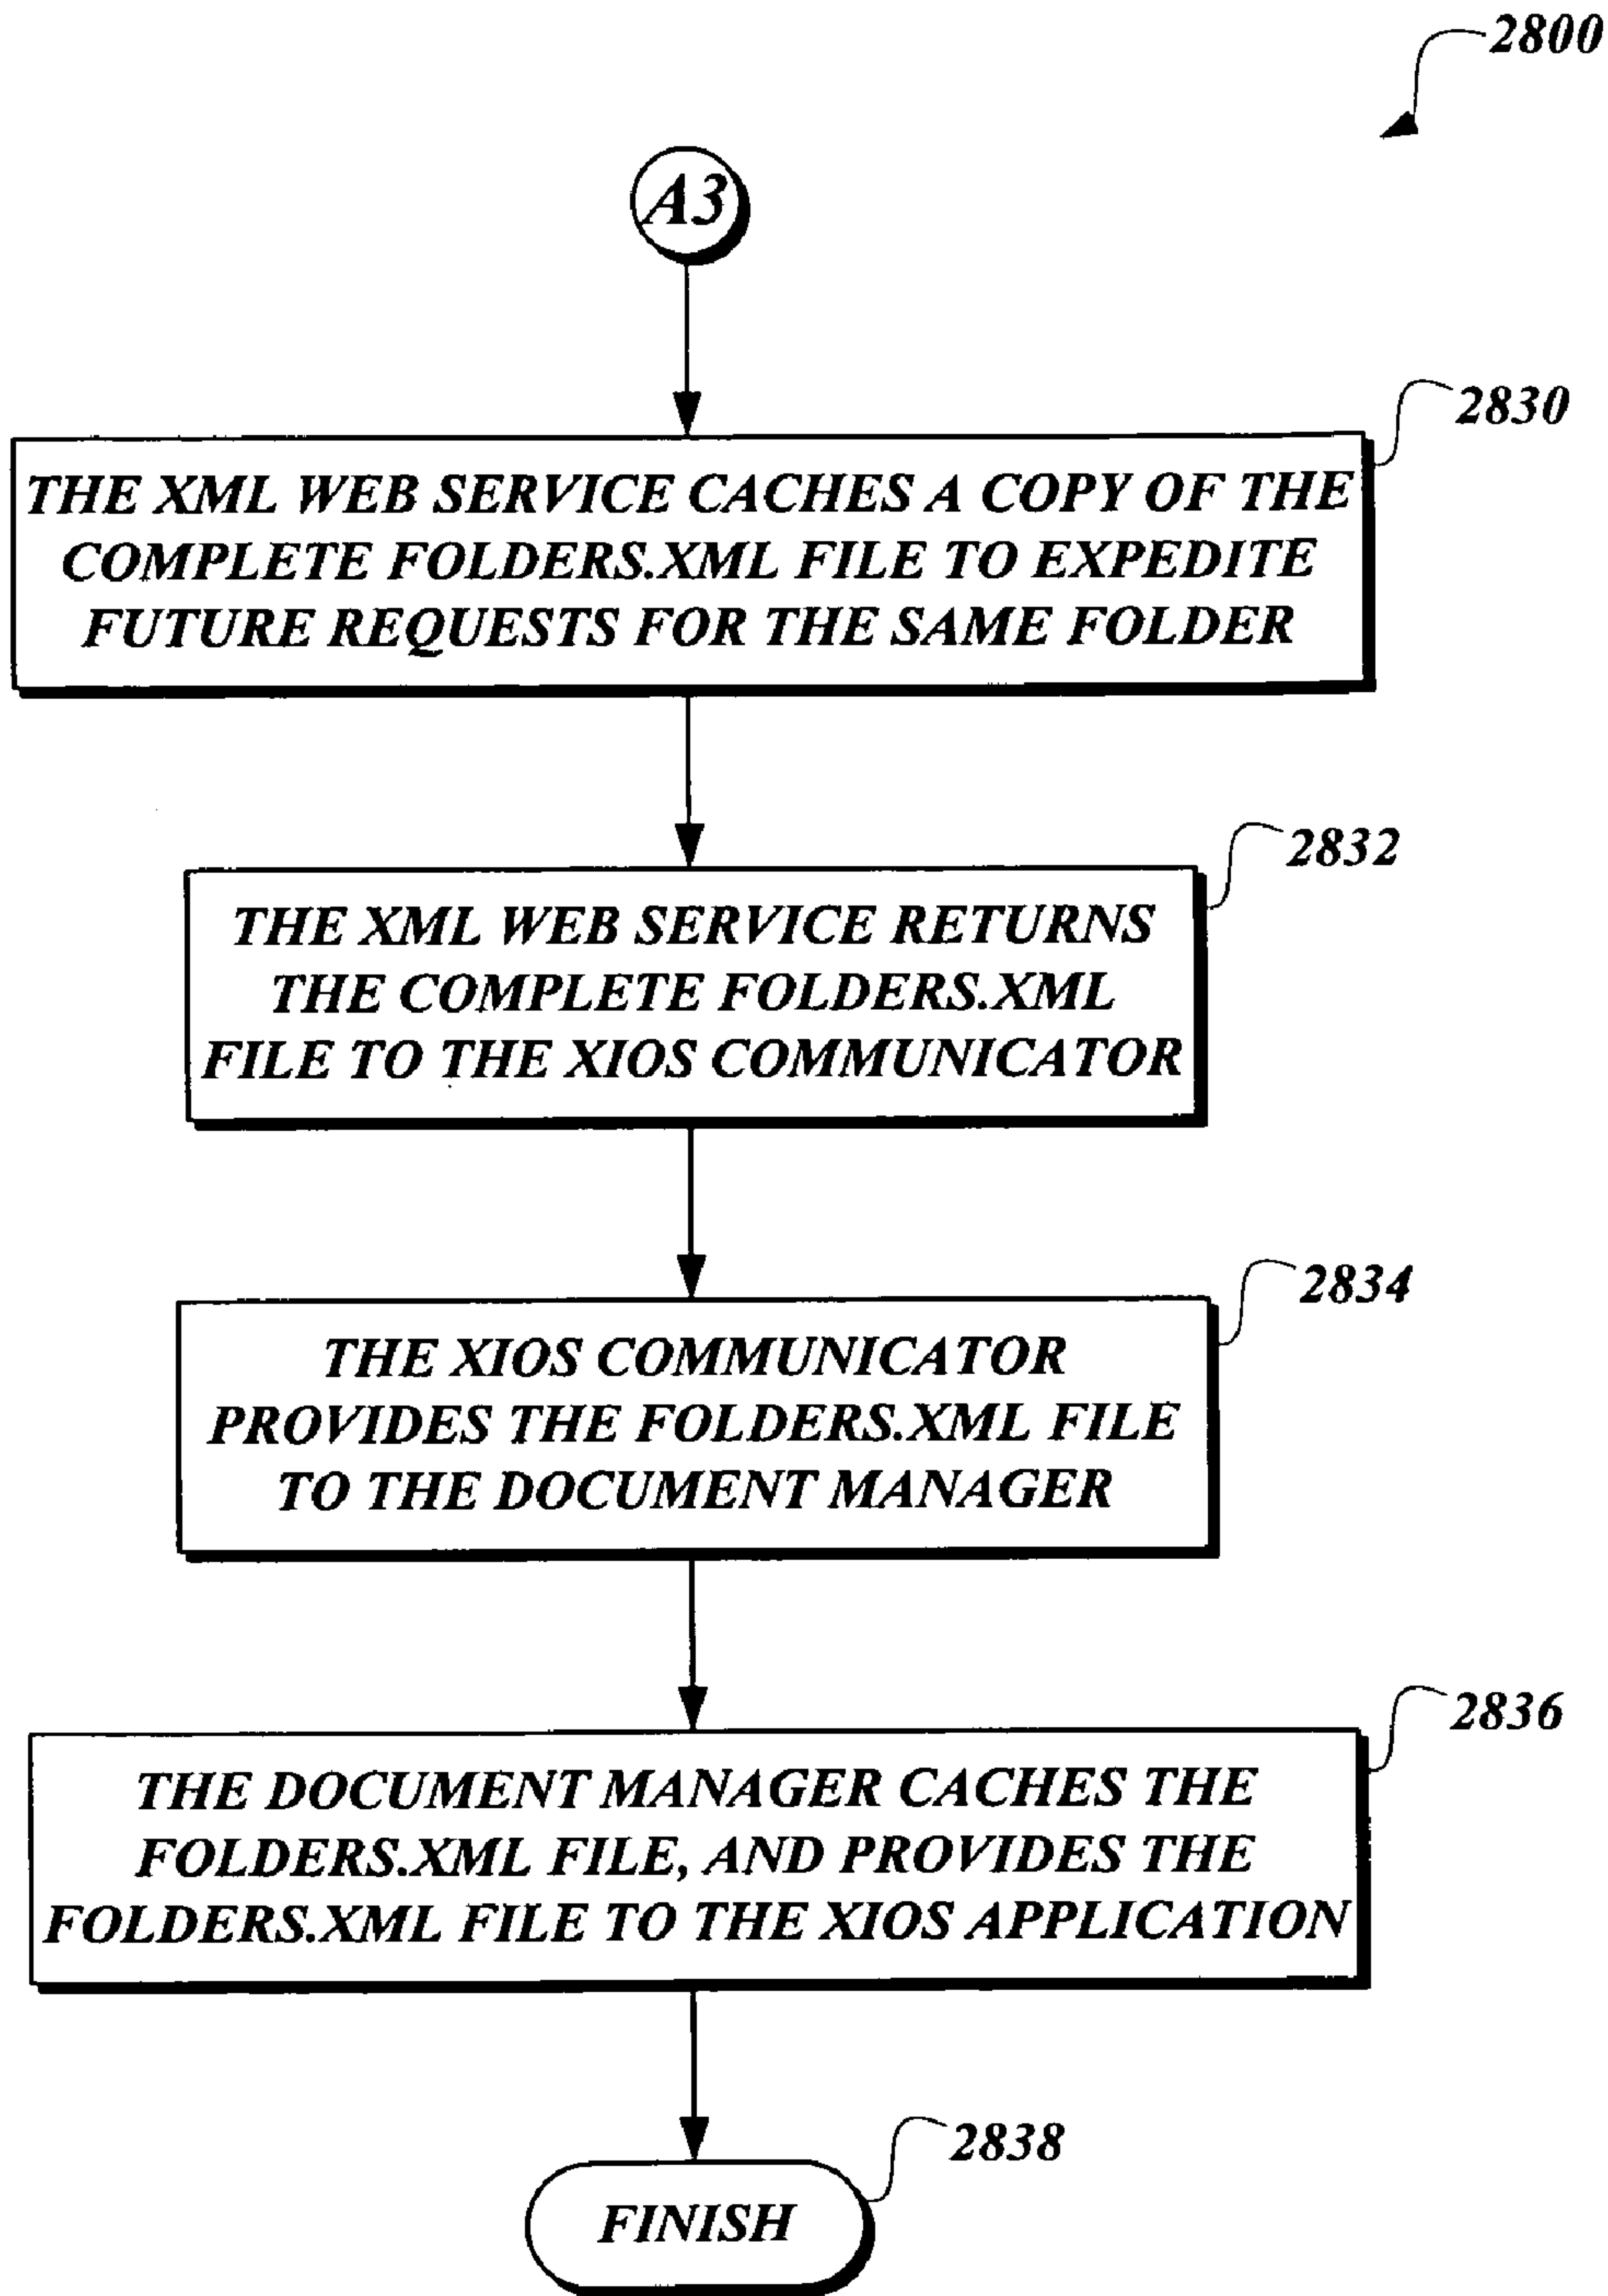 2800
A3
2830
THE XML WEB SERVICE CACHES A COPY OF THE
COMPLETE FOLDERS.XML FILE TO EXPEDITE
FUTURE REQUESTS FOR THE SAME FOLDER
2832
THE XML WEB SERVICE RETURNS
THE COMPLETE FOLDERS.XML
FILE TO THE XIOS COMMUNICATOR
2834
THE XIOS COMMUNICATOR
PROVIDES THE FOLDERS.XML FILE
TO THE DOCUMENT MANAGER
2836
THE DOCUMENT MANAGER CACHES THE
FOLDERS.XML FILE, AND PROVIDES THE
FOLDERS.XML FILE TO THE XIOS APPLICATION
2838
FINISH